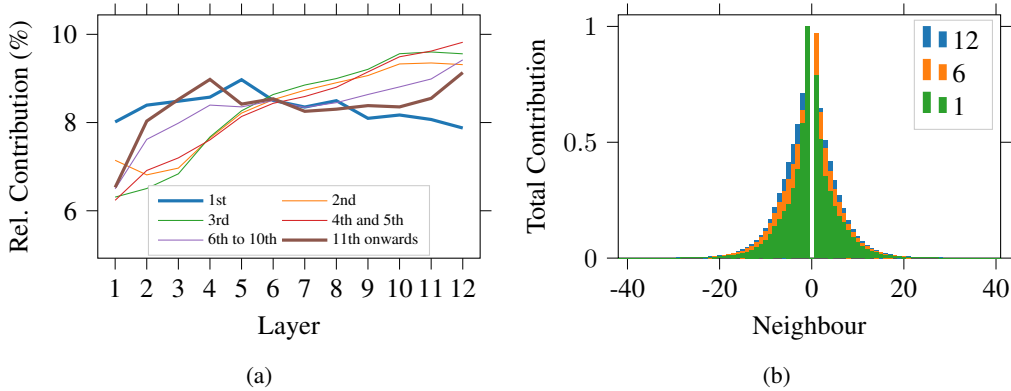 Rel. Contribution (%)
10
8
6
1st
2nd
3rd
4th and 5th
6th to 10th
11th onwards
1 2 3 4 5 6 7 8 9 10 11 12
Layer
(a)
Total Contribution
1
0.5
0
12
6
1
-40 -20 0 20 40
Neighbour
(b)